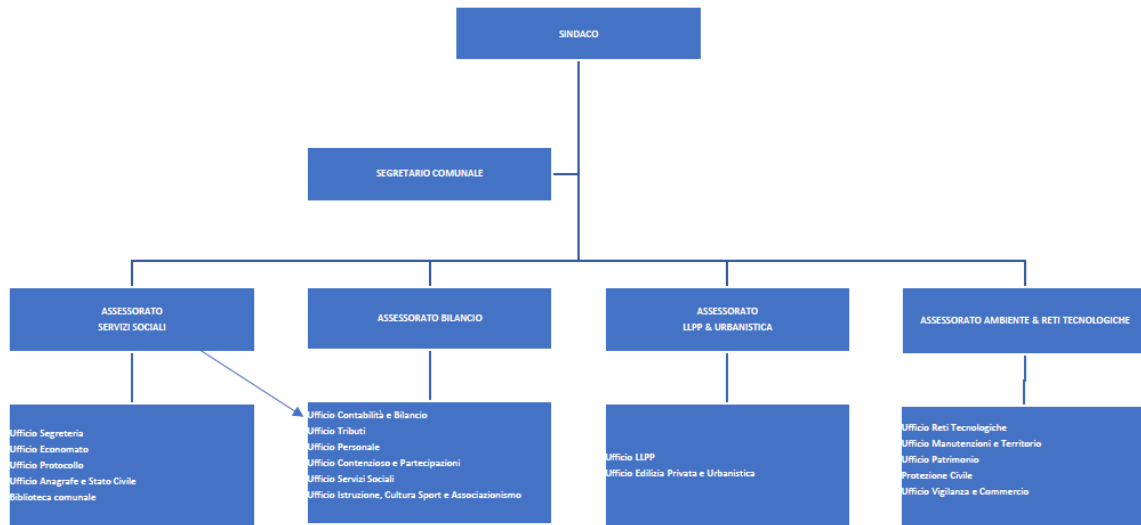 SINDACO
SEGRETARIO COMUNALE
ASSESSORATO
SERVIZI SOCIALI
ASSESSORATO BILANCIO
ASSESSORATO
LLPP & URBANISTICA
ASSESSORATO AMBIENTE & RETI TECNOLOGICHE
Ufficio Segreteria
Ufficio Economato
Ufficio Protocollo
Ufficio Anagrafe e Stato Civile
Biblioteca comunale
Ufficio Contabilità e Bilancio
Ufficio Tributi
Ufficio Personale
Ufficio Contenzioso e Partecipazioni
Ufficio Servizi Sociali
Ufficio Istruzione, Cultura Sport e Associazionismo
Ufficio LLPP
Ufficio Edilizia Privata e Urbanistica
Ufficio Reti Tecnologiche
Ufficio Manutenzioni e Territorio
Ufficio Patrimonio
Protezione Civile
Ufficio Vigilanza e Commercio